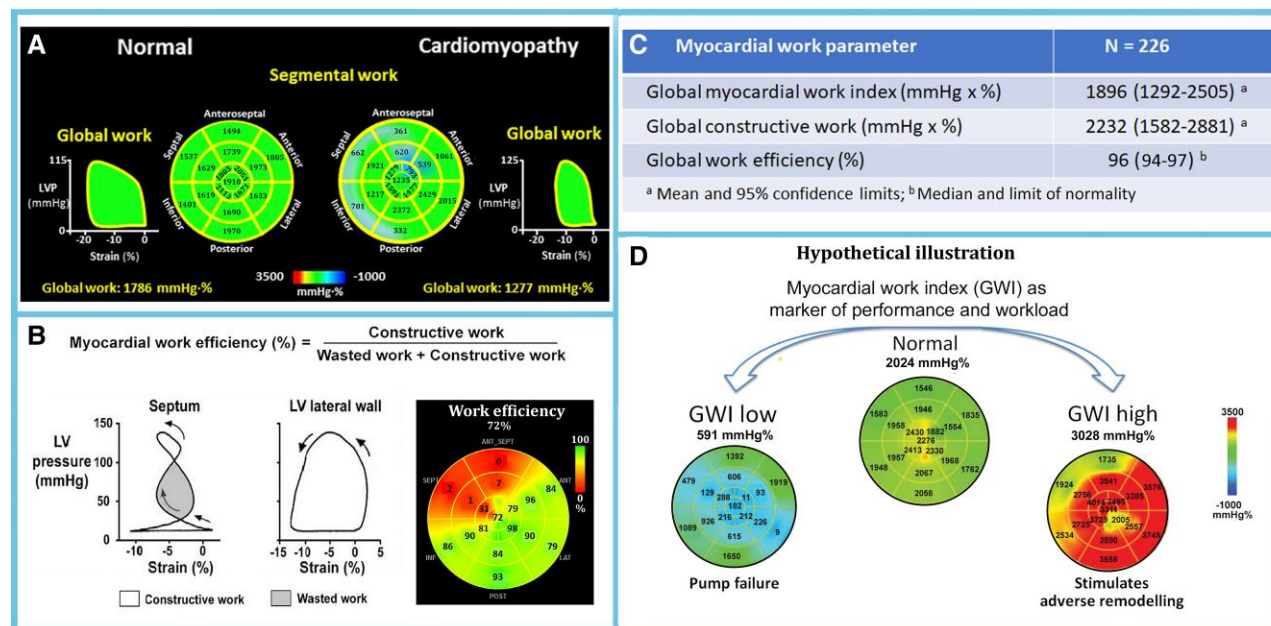 A
Normal
Cardiomyopathy
Segmental work
Global work
115
LVP
(mmHg)
0
-20 -10 0
Strain (%)
Anteroseptal
Septal
Anterior
Inferior
Lateral
Posterior
1494
1537
1739
1805
1629
1973
1910
1619
1653
1401
1690
1970
Anteroseptal
Septal
Anterior
Inferior
Lateral
Posterior
361
662
620
1061
1921
539
1235
1217
2429
2015
701
2372
332
Global work
125
LVP
(mmHg)
0
-20 -10 0
Strain (%)
3500 -1000
mmHg·%
Global work: 1786 mmHg·%
Global work: 1277 mmHg·%
B
Myocardial work efficiency (%) =
Constructive work
Wasted work + Constructive work
Septum
LV lateral wall
LV
pressure
(mmHg)
150
100
50
0
-10 -5 0
Strain (%)
-15 -10 -5 0 5
Strain (%)
Constructive work
Wasted work
Work efficiency
72%
ANT_SEPT
SEPT
ANT
INF
LAT
POST
0
2
7
84
1
96
31
79
72
81
98
90
90
86
79
84
93
100
0
%
C
Myocardial work parameter N = 226
Global myocardial work index (mmHg x %) 1896 (1292-2505) ª
Global constructive work (mmHg x %) 2232 (1582-2881) ª
Global work efficiency (%) 96 (94-97) ᵇ
ª Mean and 95% confidence limits; ᵇ Median and limit of normality
D
Hypothetical illustration
Myocardial work index (GWI) as
marker of performance and workload
Normal
2024 mmHg%
1546
1583
1946
1835
1958
1554
2430 1882
2276
2413 2330
1957
1968
1948
1762
2067
2058
GWI low
591 mmHg%
1392
479
606
1919
129
93
288 11
182
216 212
926
226
1089
9
615
1650
Pump failure
GWI high
3028 mmHg%
1735
1924
3541
3576
2756
3385
3311
3729 2005
2725
2557
2534
3745
2890
3558
Stimulates
adverse remodelling
3500
-1000
mmHg%